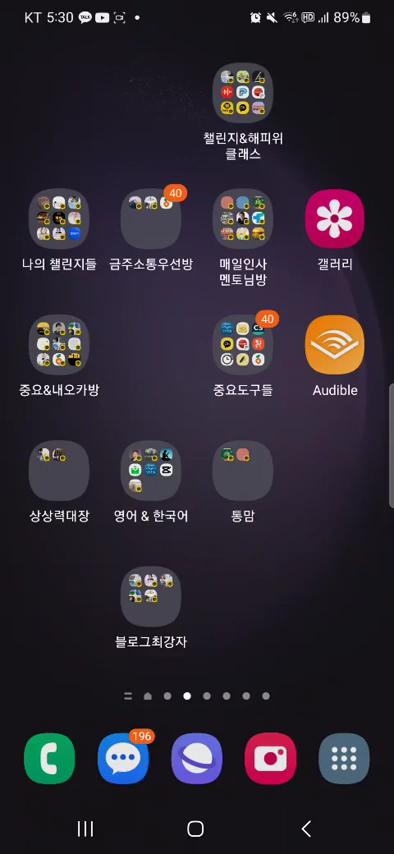 KT 5:30
HD
89%
챌린지&해피위
클래스
40
나의 챌린지들
금주소통우선방
매일인사
멘토님방
갤러리
40
중요&내오카방
중요도구들
Audible
상상력대장
영어 & 한국어
통맘
블로그최강자
196